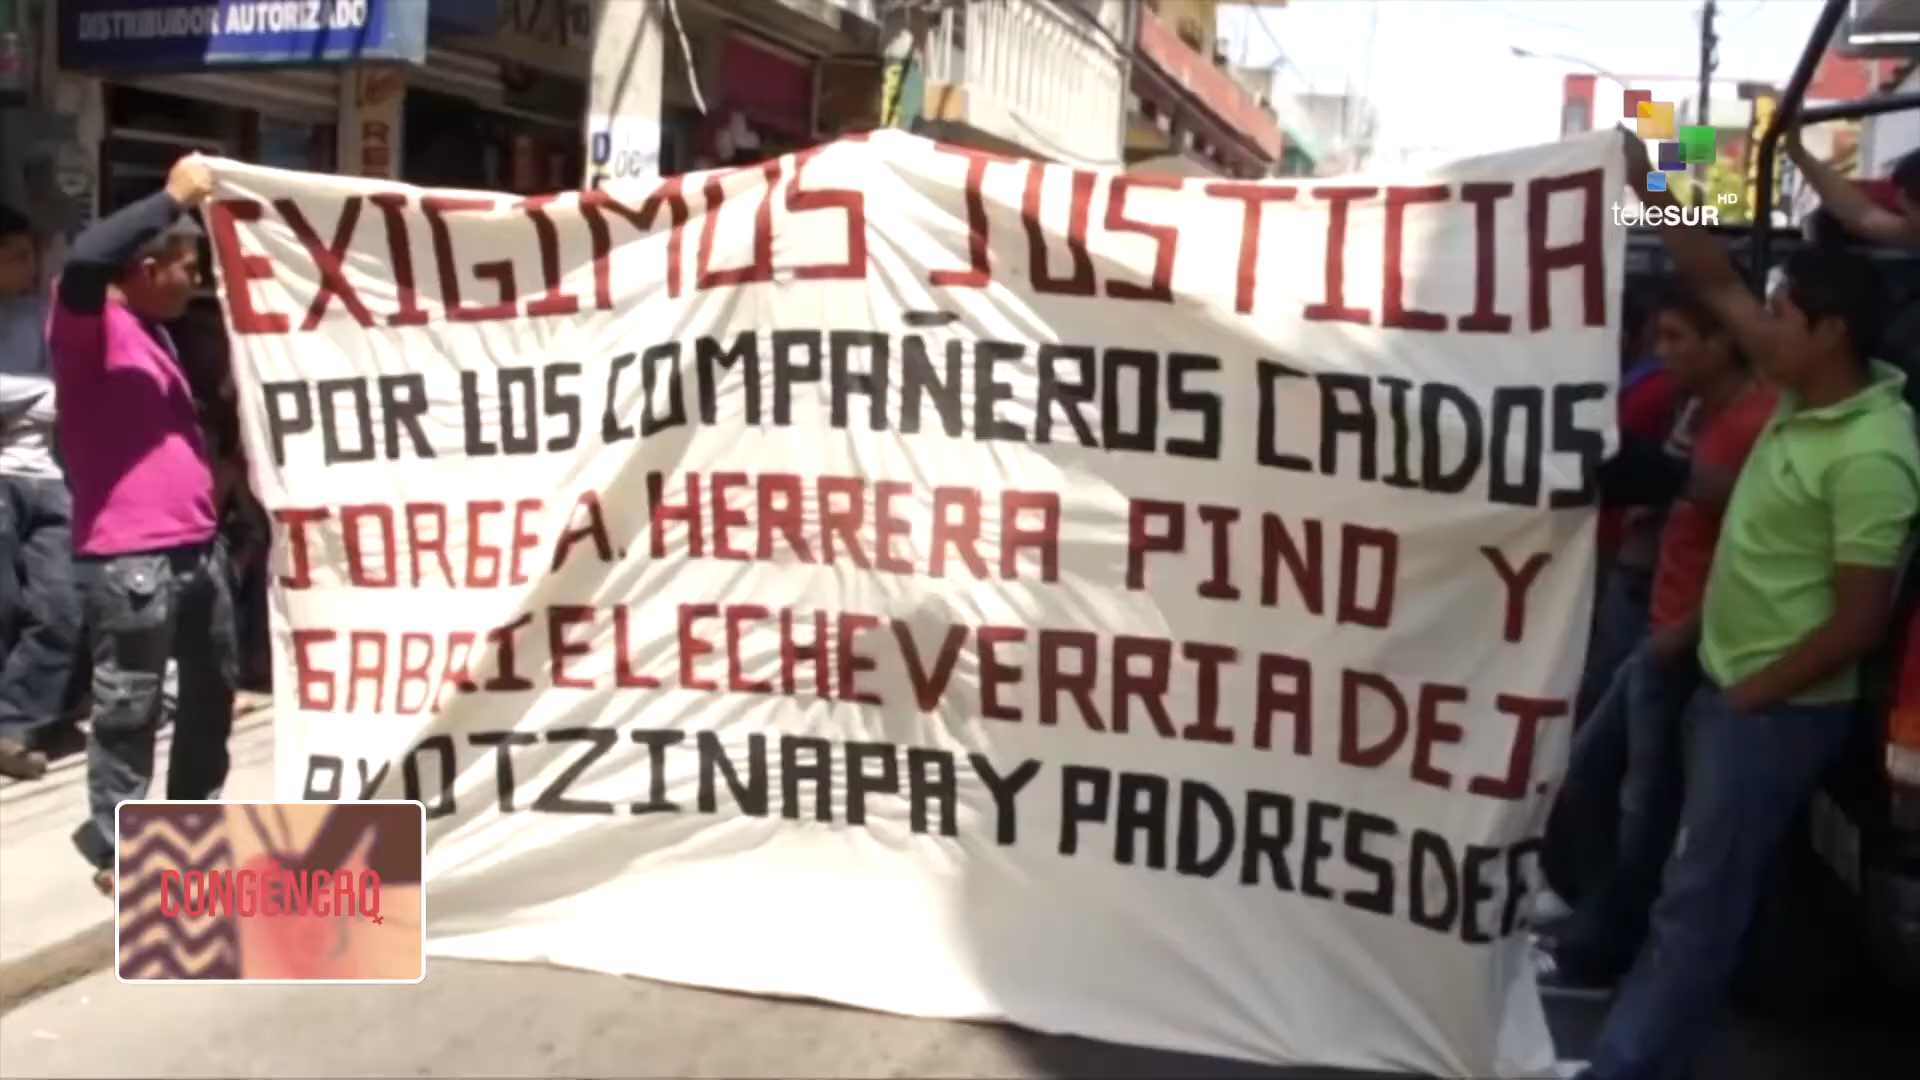 DISTRIBUIDOR AUTORIZADO
teleSUR HD
EXIGIMOS JUSTICIA
POR LOS COMPAÑEROS CAIDOS
JORGE A. HERRERA PINO Y
GABRIEL ECHEVERRIA DE J.
AYOTZINAPA Y PADRES DE F
CONGÉNERO